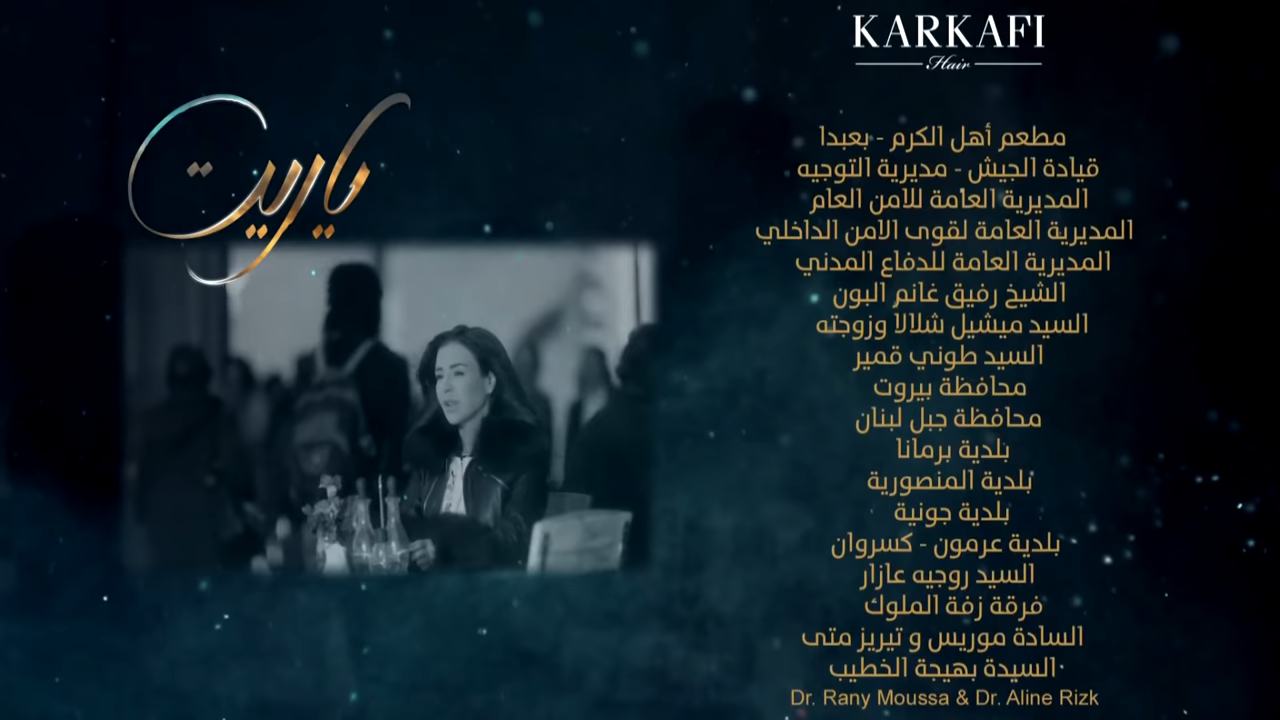 KARKAFI
Hair
ياريت
مطعم أهل الكرم - بعبدا
قيادة الجيش - مديرية التوجيه
المديرية العامة للامن العام
المديرية العامة لقوى الامن الداخلي
المديرية العامة للدفاع المدني
الشيخ رفيق غانم البون
السيد ميشيل شلالا وزوجته
السيد طوني قمير
محافظة بيروت
محافظة جبل لبنان
بلدية برمانا
بلدية المنصورية
بلدية جونية
بلدية عرمون - كسروان
السيد روجيه عازار
فرقة زفة الملوك
السادة موريس و تيريز متى
السيدة بهيجة الخطيب
Dr. Rany Moussa & Dr. Aline Rizk